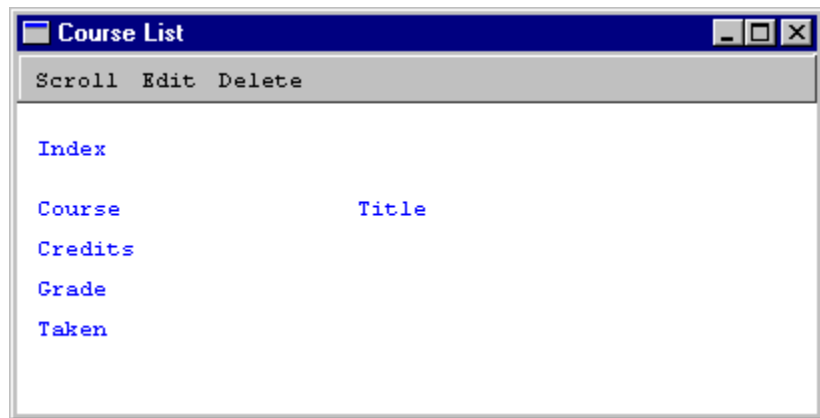 Course List
Scroll Edit Delete
Index
Course Title
Credits
Grade
Taken